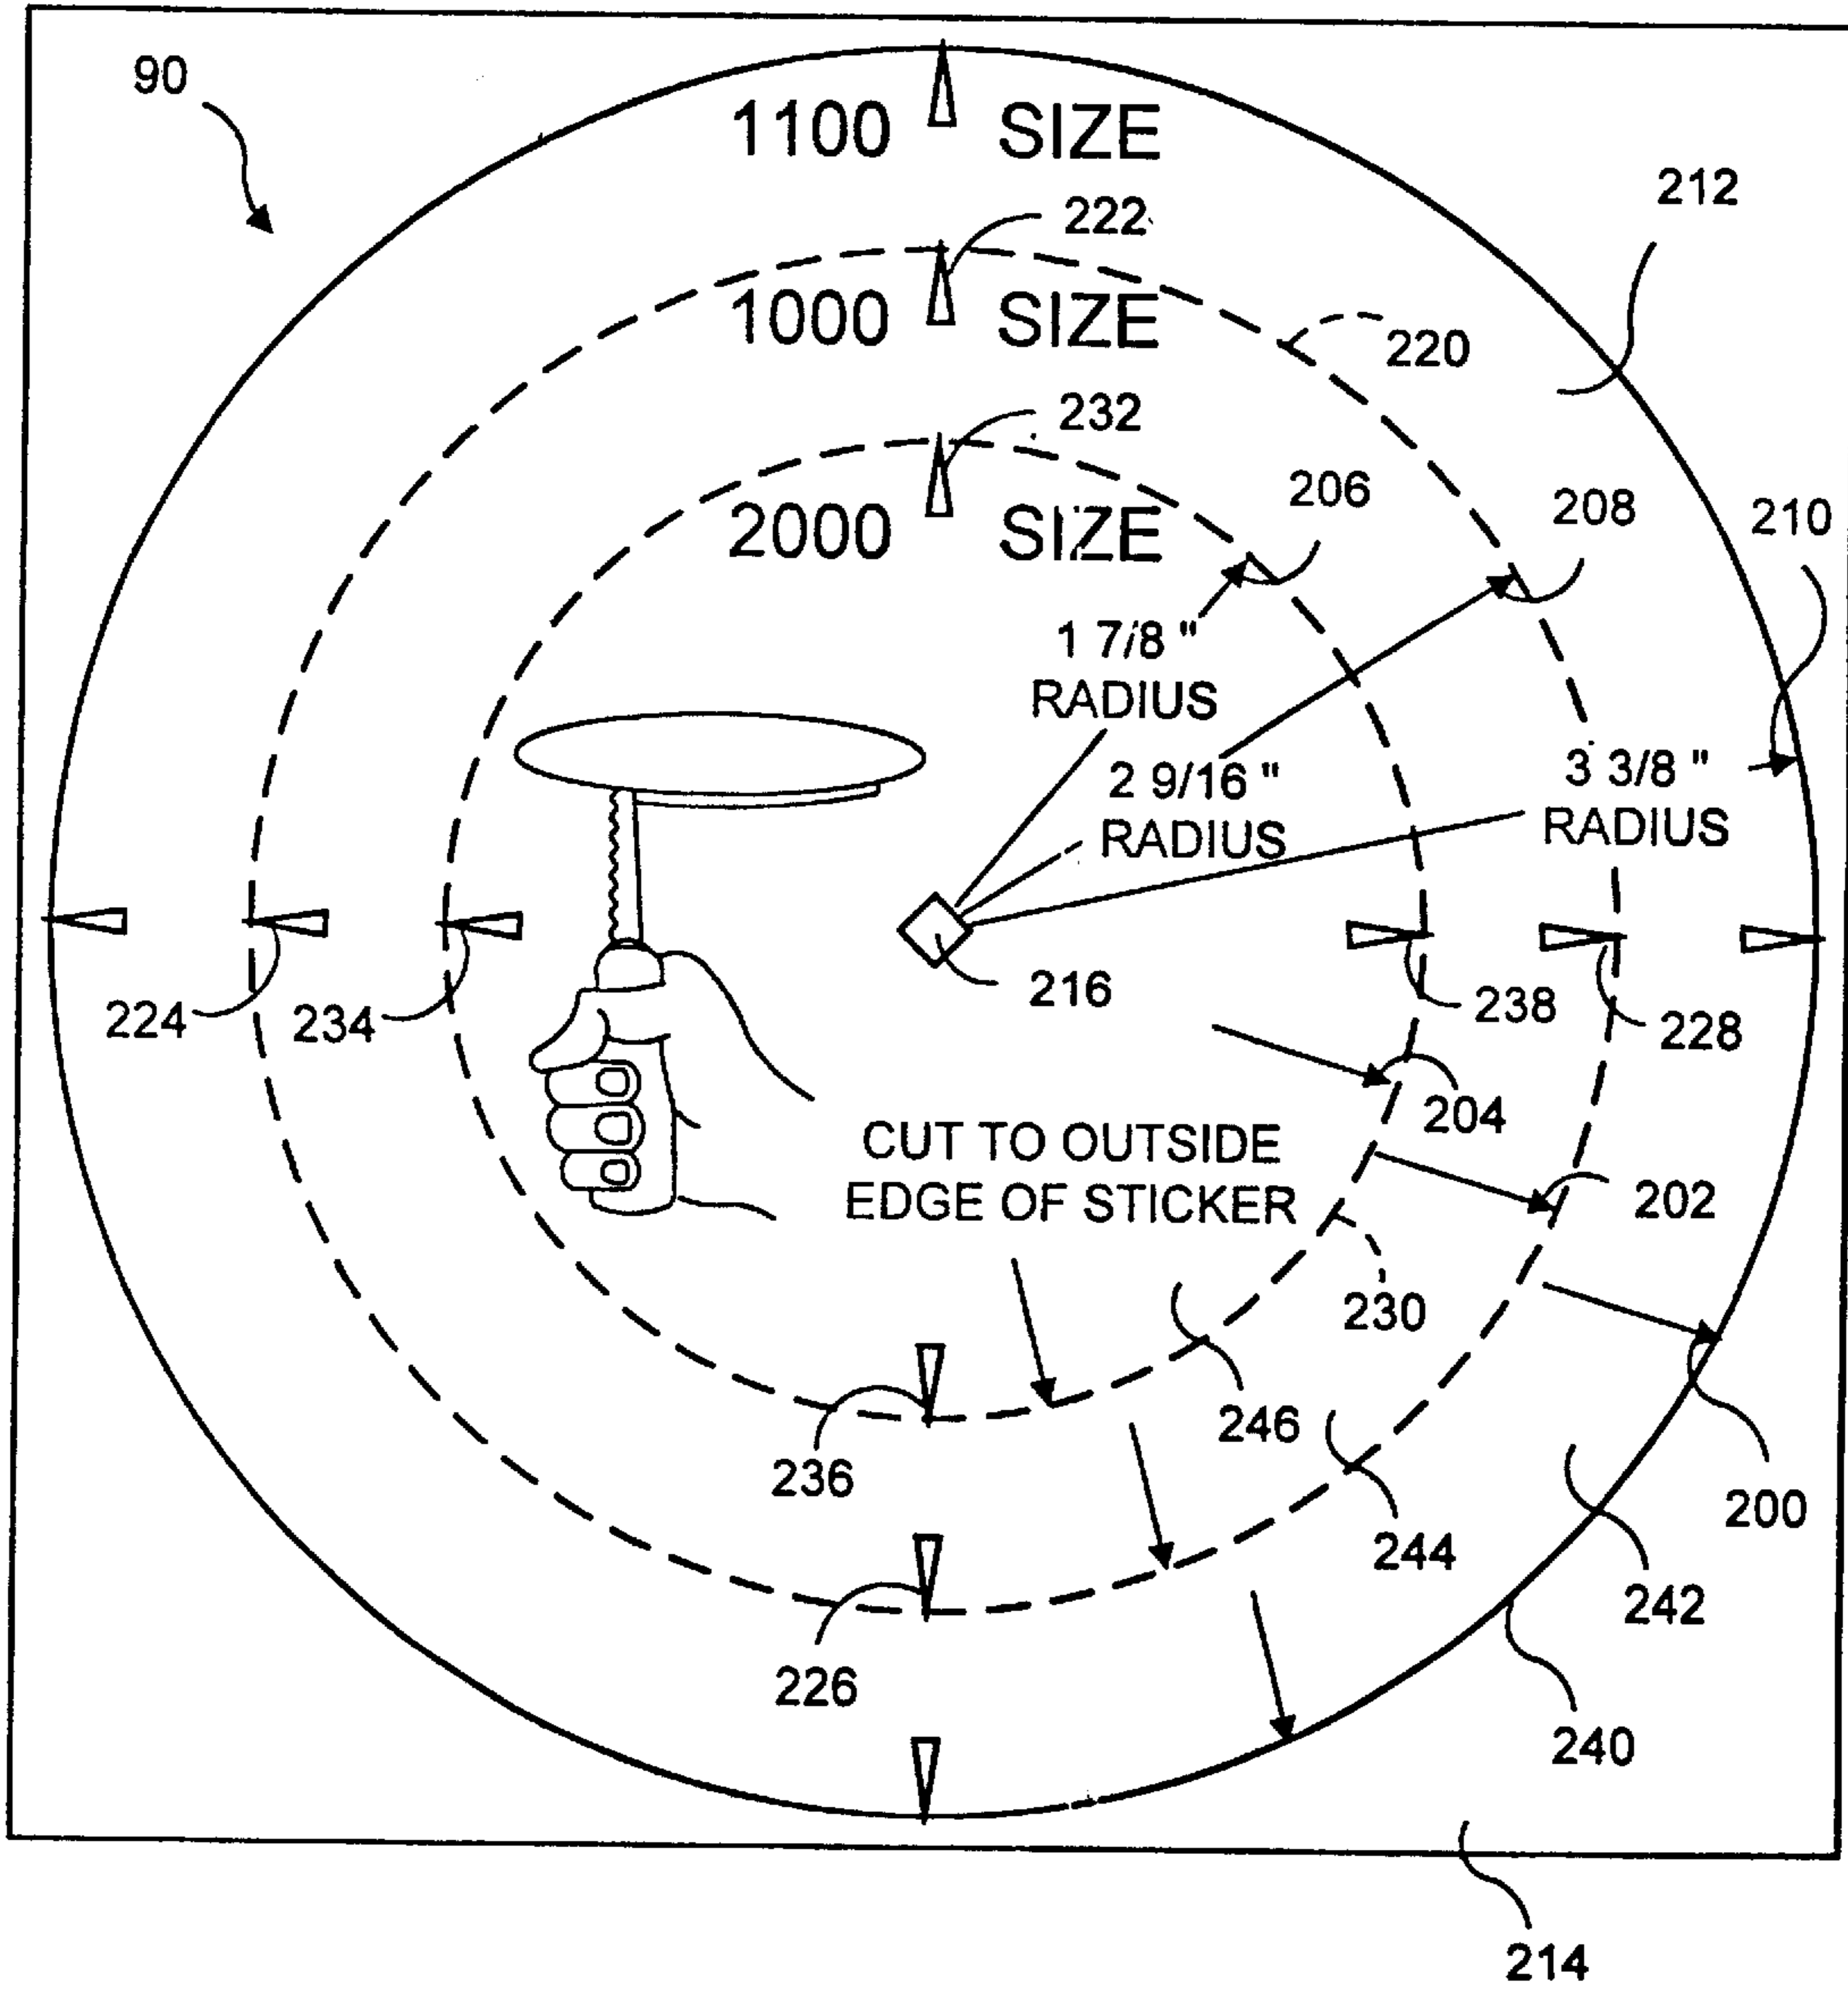 90
1100 SIZE
212
222
1000 SIZE
220
232
206
208
210
2000 SIZE
1 7/8 "
RADIUS
2 9/16 "
RADIUS
3 3/8 "
RADIUS
216
224
234
238
228
204
CUT TO OUTSIDE
EDGE OF STICKER
202
230
246
236
200
244
242
226
240
214